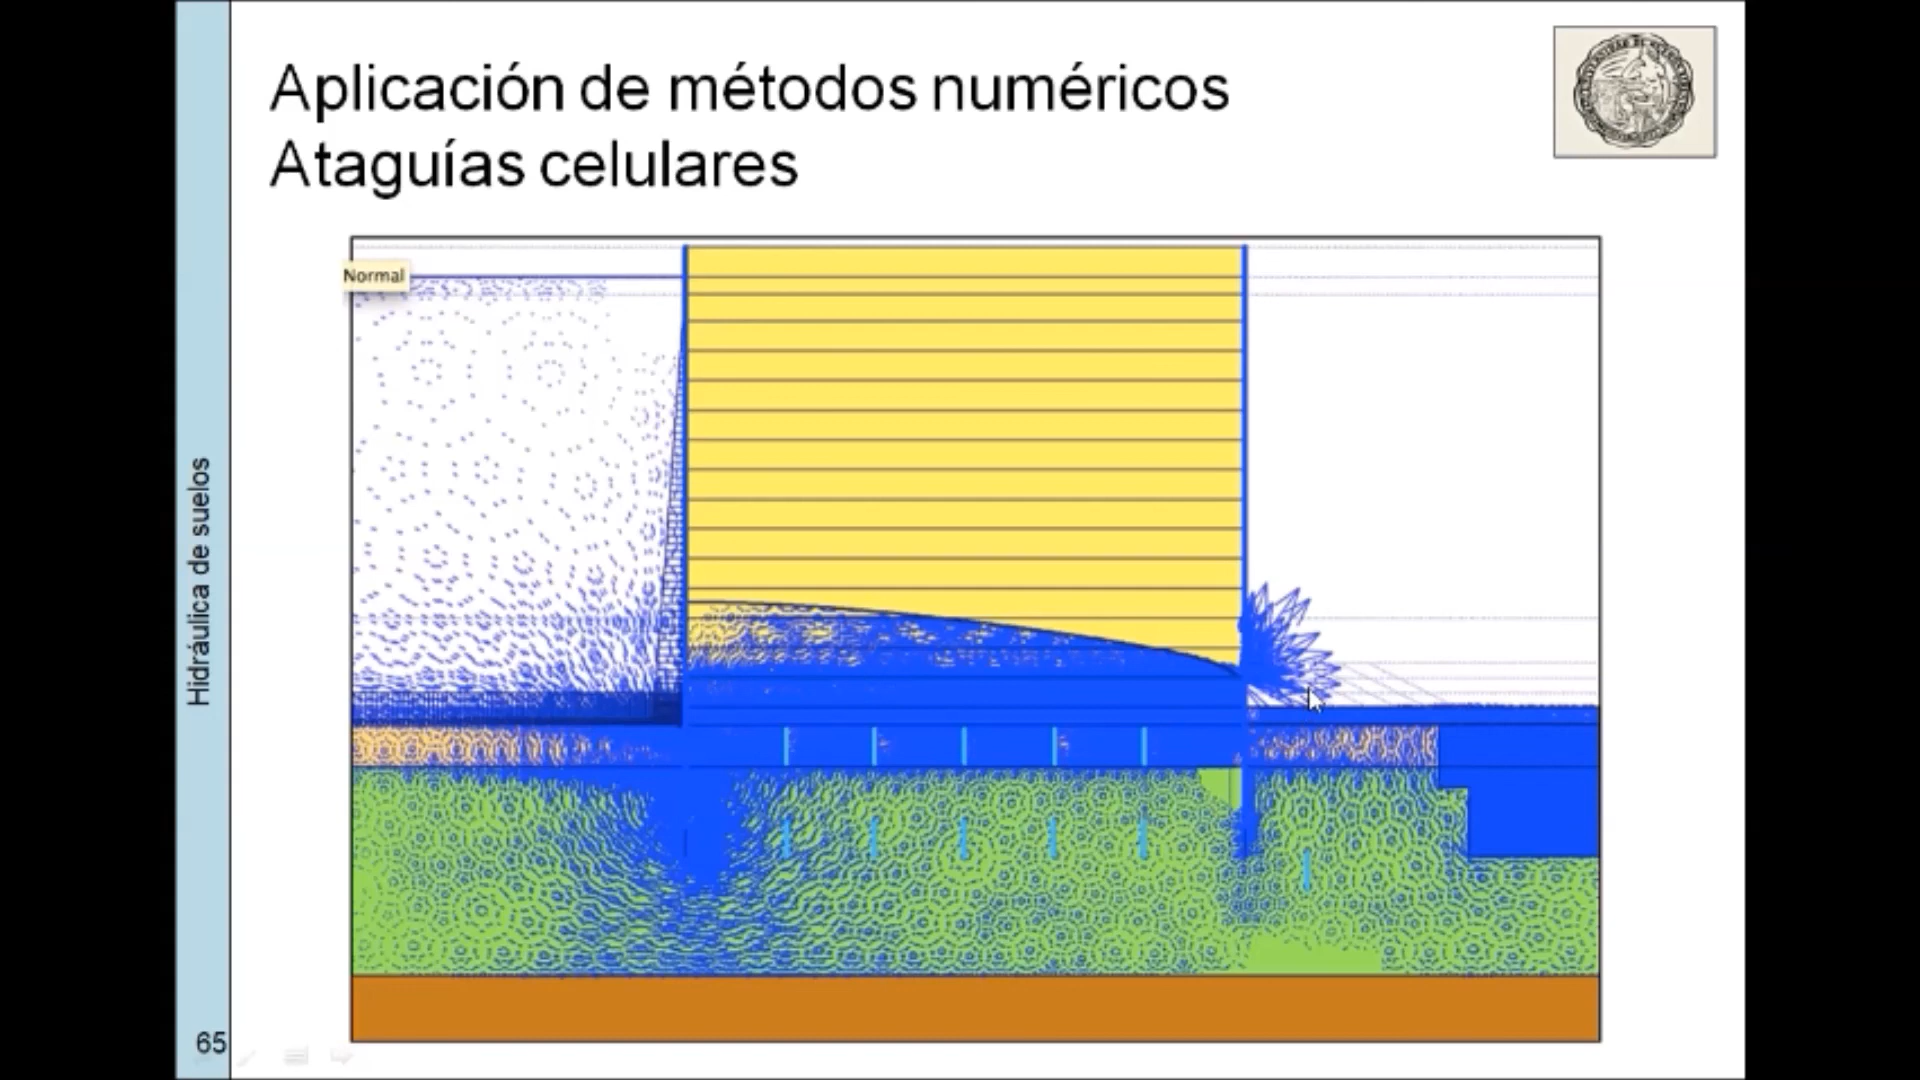 Aplicación de métodos numéricos
Ataguías celulares
Normal
Hidráulica de suelos
65